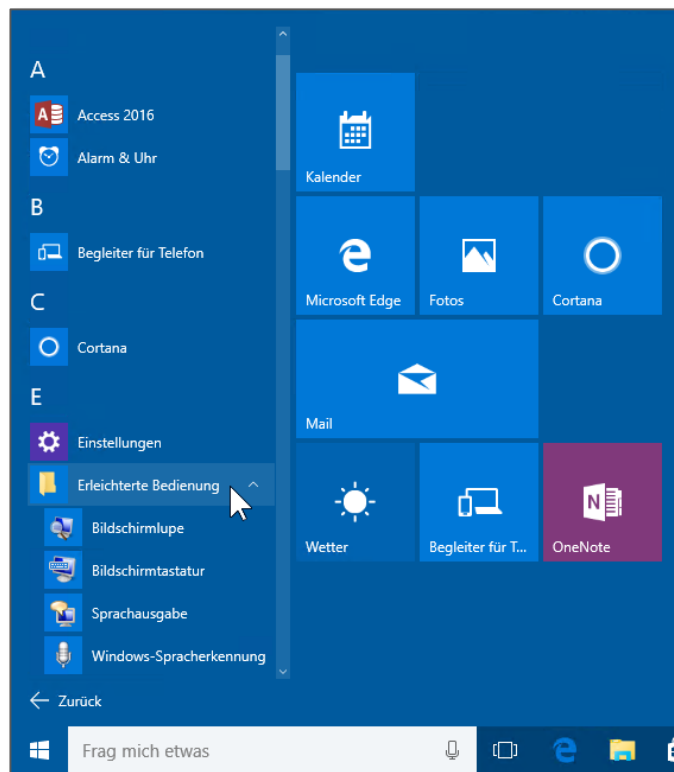 A
Access 2016
Alarm & Uhr
B
Begleiter für Telefon
C
Cortana
E
Einstellungen
Erleichterte Bedienung
Bildschirmlupe
Bildschirmtastatur
Sprachausgabe
Windows-Spracherkennung
Zurück
Kalender
Microsoft Edge
Fotos
Cortana
Mail
Wetter
Begleiter für T...
OneNote
Frag mich etwas